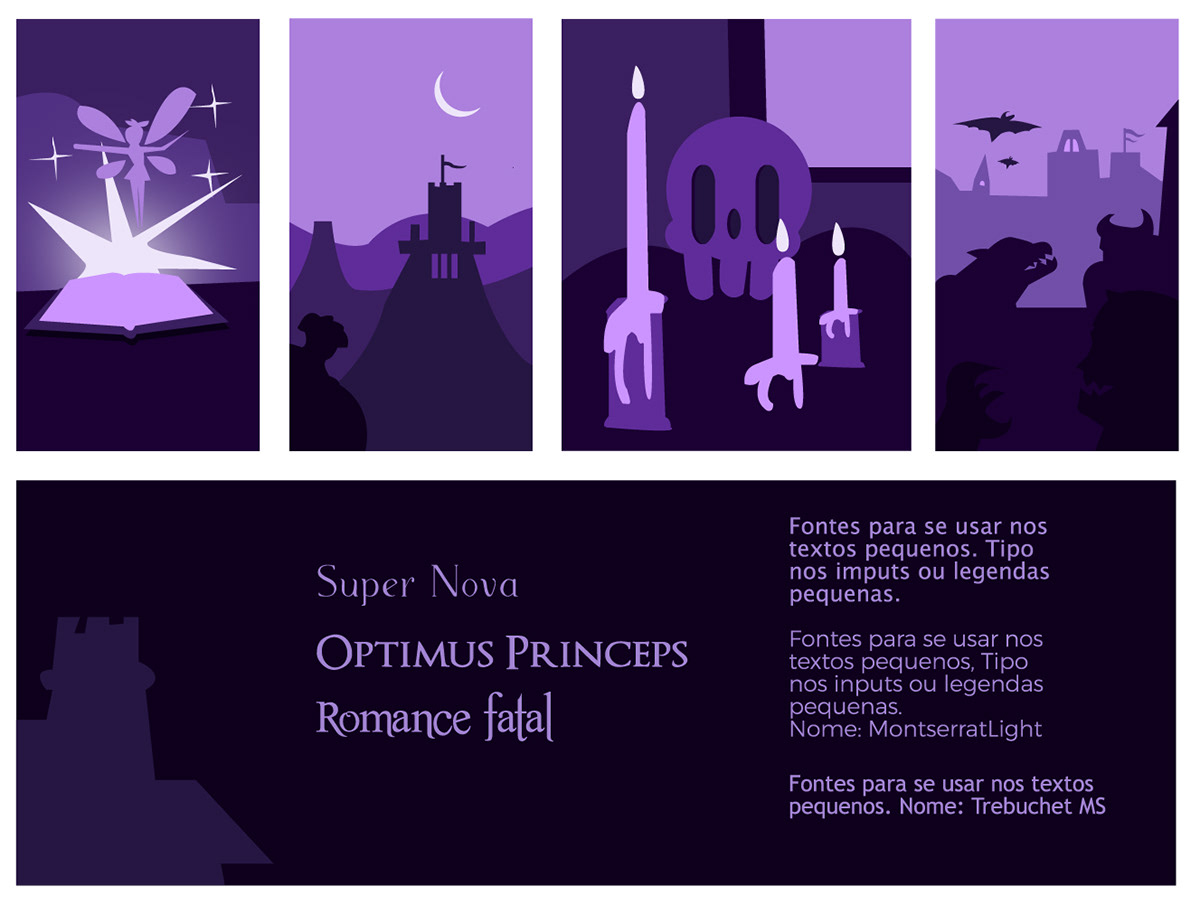 Super Nova
Optimus Princeps
Romance fatal
Fontes para se usar nos
textos pequenos. Tipo
nos imputs ou legendas
pequenas.
Fontes para se usar nos
textos pequenos, Tipo
nos inputs ou legendas
pequenas.
Nome: MontserratLight
Fontes para se usar nos textos
pequenos. Nome: Trebuchet MS